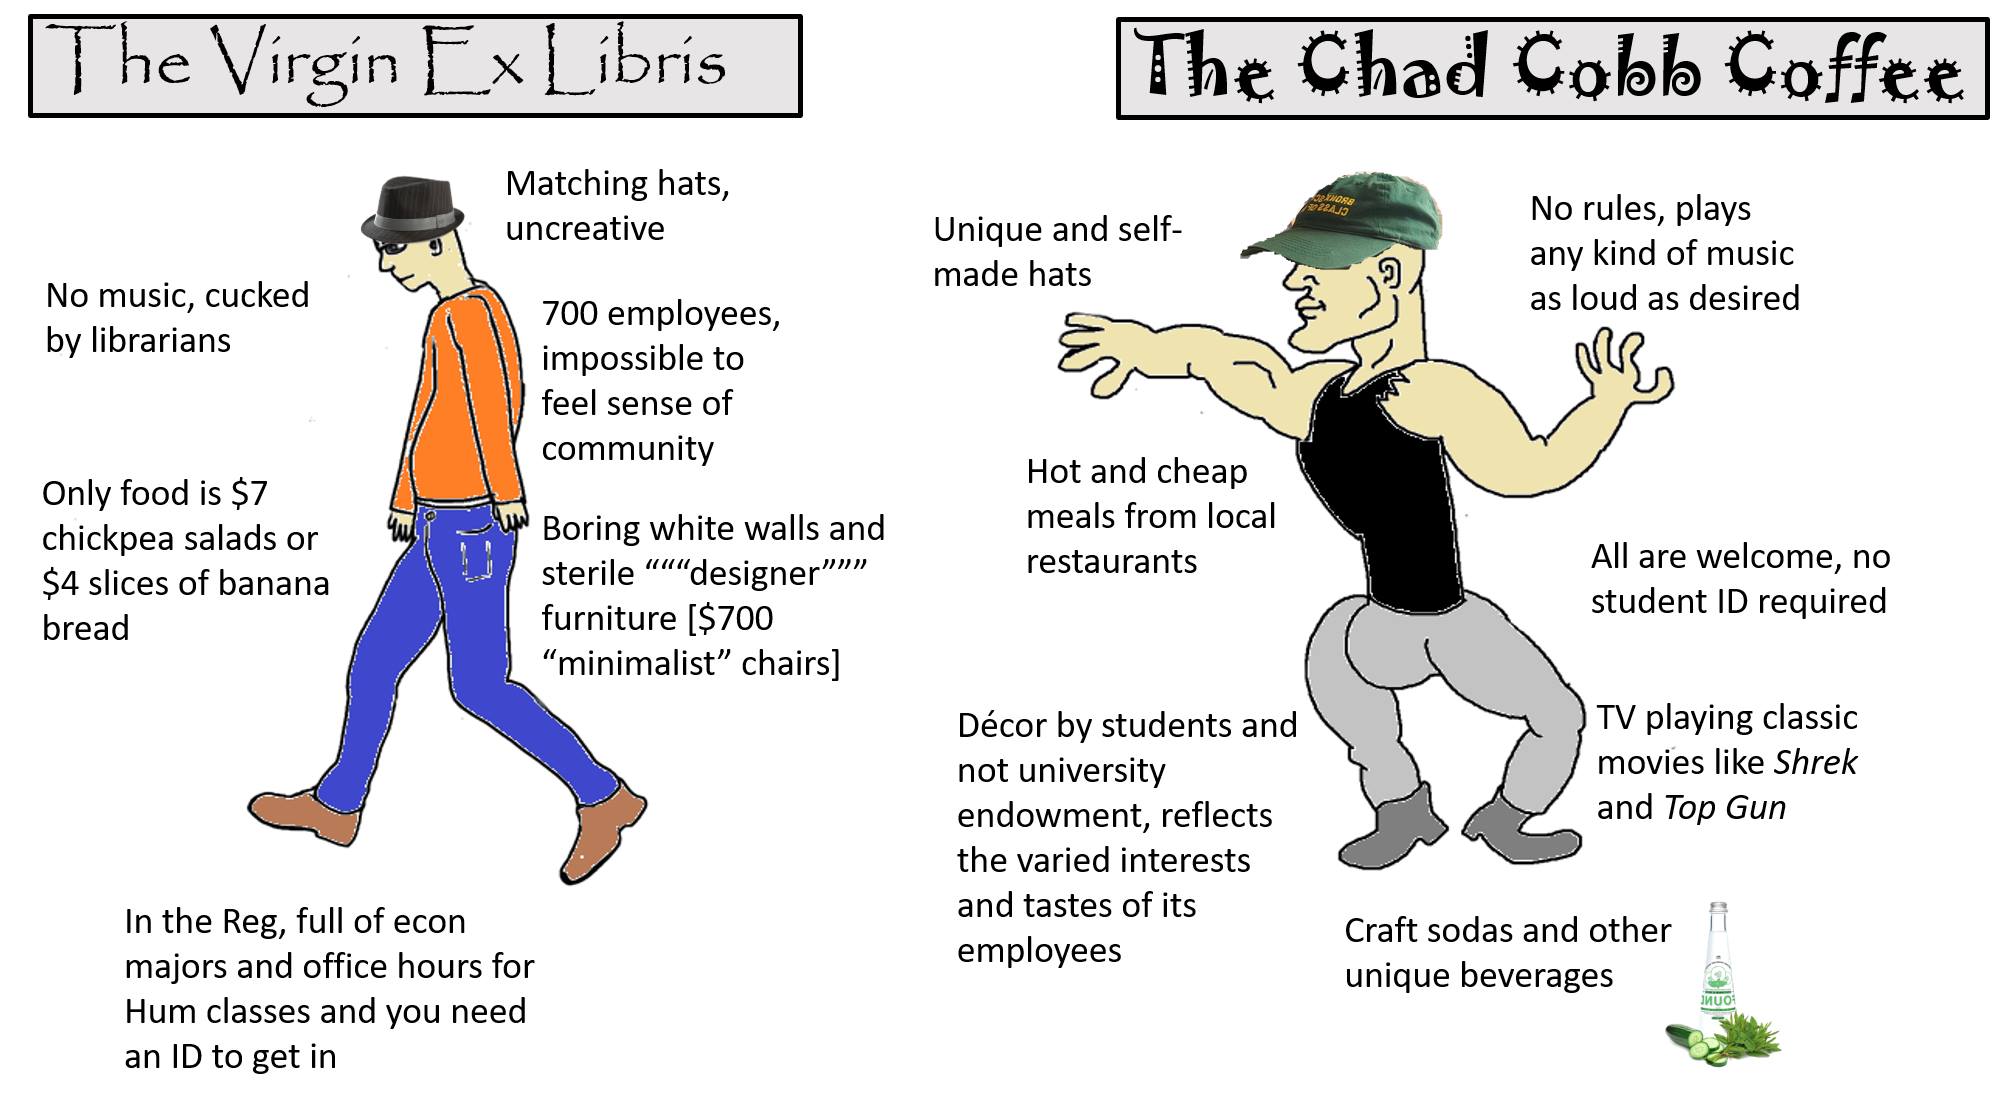 The Virgin Ex Libris
Matching hats,
uncreative
No music, cucked
by librarians
700 employees,
impossible to
feel sense of
community
Only food is $7
chickpea salads or
$4 slices of banana
bread
Boring white walls and
sterile “““designer”””
furniture [$700
“minimalist” chairs]
In the Reg, full of econ
majors and office hours for
Hum classes and you need
an ID to get in
The Chad Cobb Coffee
Unique and self-
made hats
No rules, plays
any kind of music
as loud as desired
CLASS OF
Hot and cheap
meals from local
restaurants
All are welcome, no
student ID required
Décor by students and
not university
endowment, reflects
the varied interests
and tastes of its
employees
TV playing classic
movies like Shrek
and Top Gun
Craft sodas and other
unique beverages
FOUND